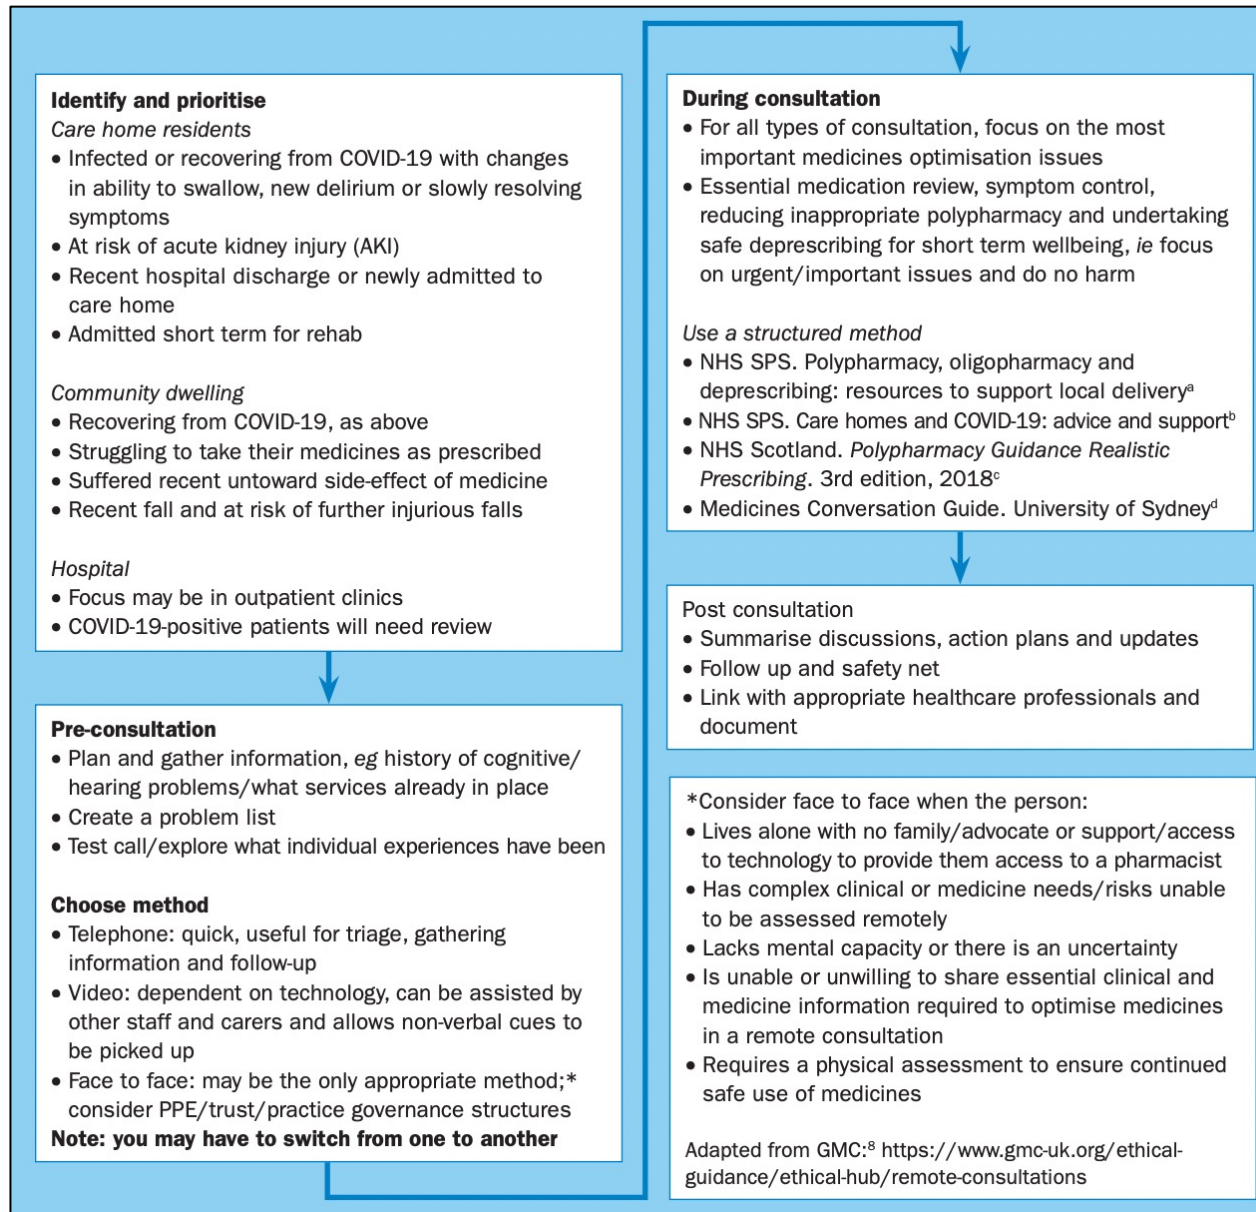 Identify and prioritise
Care home residents
• Infected or recovering from COVID-19 with changes
in ability to swallow, new delirium or slowly resolving
symptoms
• At risk of acute kidney injury (AKI)
• Recent hospital discharge or newly admitted to
care home
• Admitted short term for rehab
Community dwelling
• Recovering from COVID-19, as above
• Struggling to take their medicines as prescribed
• Suffered recent untoward side-effect of medicine
• Recent fall and at risk of further injurious falls
Hospital
• Focus may be in outpatient clinics
• COVID-19-positive patients will need review
Pre-consultation
• Plan and gather information, eg history of cognitive/
hearing problems/what services already in place
• Create a problem list
• Test call/explore what individual experiences have been
Choose method
• Telephone: quick, useful for triage, gathering
information and follow-up
• Video: dependent on technology, can be assisted by
other staff and carers and allows non-verbal cues to
be picked up
• Face to face: may be the only appropriate method;*
consider PPE/trust/practice governance structures
Note: you may have to switch from one to another
During consultation
• For all types of consultation, focus on the most
important medicines optimisation issues
• Essential medication review, symptom control,
reducing inappropriate polypharmacy and undertaking
safe deprescribing for short term wellbeing, ie focus
on urgent/important issues and do no harm
Use a structured method
• NHS SPS. Polypharmacy, oligopharmacy and
deprescribing: resources to support local deliveryᵃ
• NHS SPS. Care homes and COVID-19: advice and supportᵇ
• NHS Scotland. Polypharmacy Guidance Realistic
Prescribing. 3rd edition, 2018ᶜ
• Medicines Conversation Guide. University of Sydneyᵈ
Post consultation
• Summarise discussions, action plans and updates
• Follow up and safety net
• Link with appropriate healthcare professionals and
document
*Consider face to face when the person:
• Lives alone with no family/advocate or support/access
to technology to provide them access to a pharmacist
• Has complex clinical or medicine needs/risks unable
to be assessed remotely
• Lacks mental capacity or there is an uncertainty
• Is unable or unwilling to share essential clinical and
medicine information required to optimise medicines
in a remote consultation
• Requires a physical assessment to ensure continued
safe use of medicines
Adapted from GMC:⁸ https://www.gmc-uk.org/ethical-
guidance/ethical-hub/remote-consultations